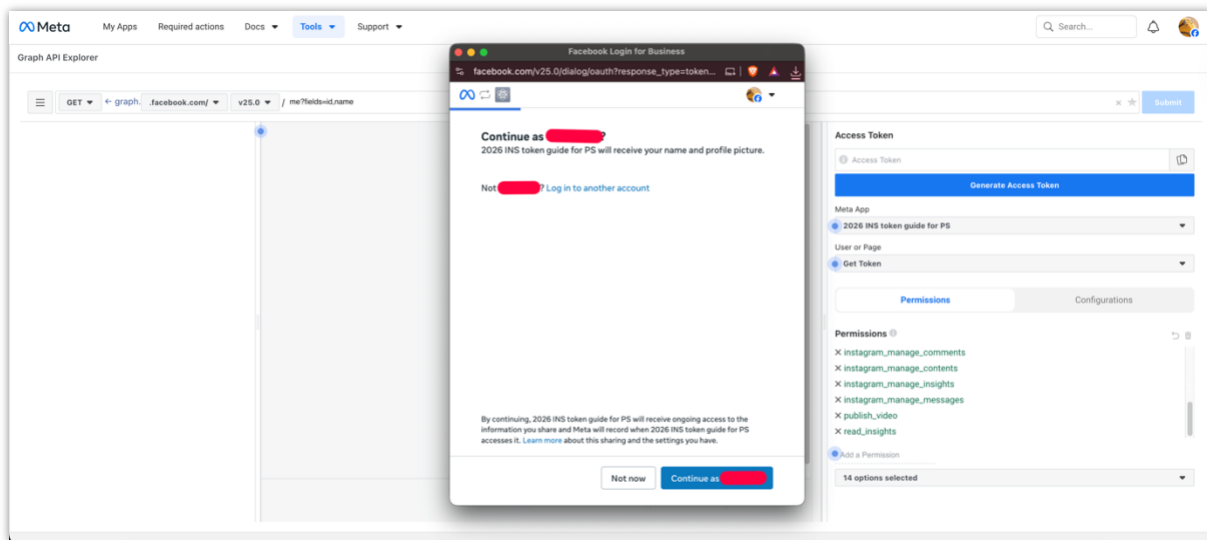 Meta
My Apps
Required actions
Docs
Tools
Support
Search...
Graph API Explorer
GET
graph.
.facebook.com/
v25.0
/
me?fields=id,name
Submit
Facebook Login for Business
facebook.com/v25.0/dialog/oauth?response_type=token...
Continue as ?
2026 INS token guide for PS will receive your name and profile picture.
Not ? Log in to another account
By continuing, 2026 INS token guide for PS will receive ongoing access to the
information you share and Meta will record when 2026 INS token guide for PS
accesses it. Learn more about this sharing and the settings you have.
Not now
Continue as
Access Token
Access Token
Generate Access Token
Meta App
2026 INS token guide for PS
User or Page
Get Token
Permissions
Configurations
Permissions
instagram_manage_comments
instagram_manage_contents
instagram_manage_insights
instagram_manage_messages
publish_video
read_insights
Add a Permission
14 options selected